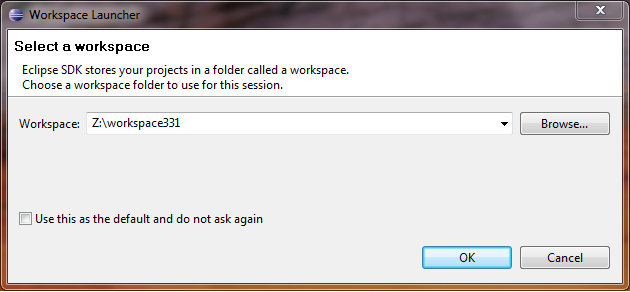 Workspace Launcher
Select a workspace
Eclipse SDK stores your projects in a folder called a workspace.
Choose a workspace folder to use for this session.
Workspace: Z:\workspace331 Browse...
Use this as the default and do not ask again
OK Cancel